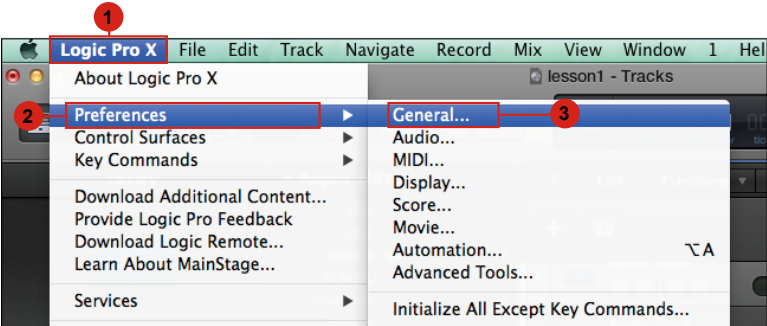 1
Logic Pro X File Edit Track Navigate Record Mix View Window 1 Hel
About Logic Pro X
lesson1 - Tracks
2
Preferences
General...
3
Control Surfaces
Audio...
Key Commands
MIDI...
Display...
Download Additional Content...
Score...
Provide Logic Pro Feedback
Movie...
Download Logic Remote...
Automation... ⌥A
Learn About MainStage...
Advanced Tools...
Services
Initialize All Except Key Commands...